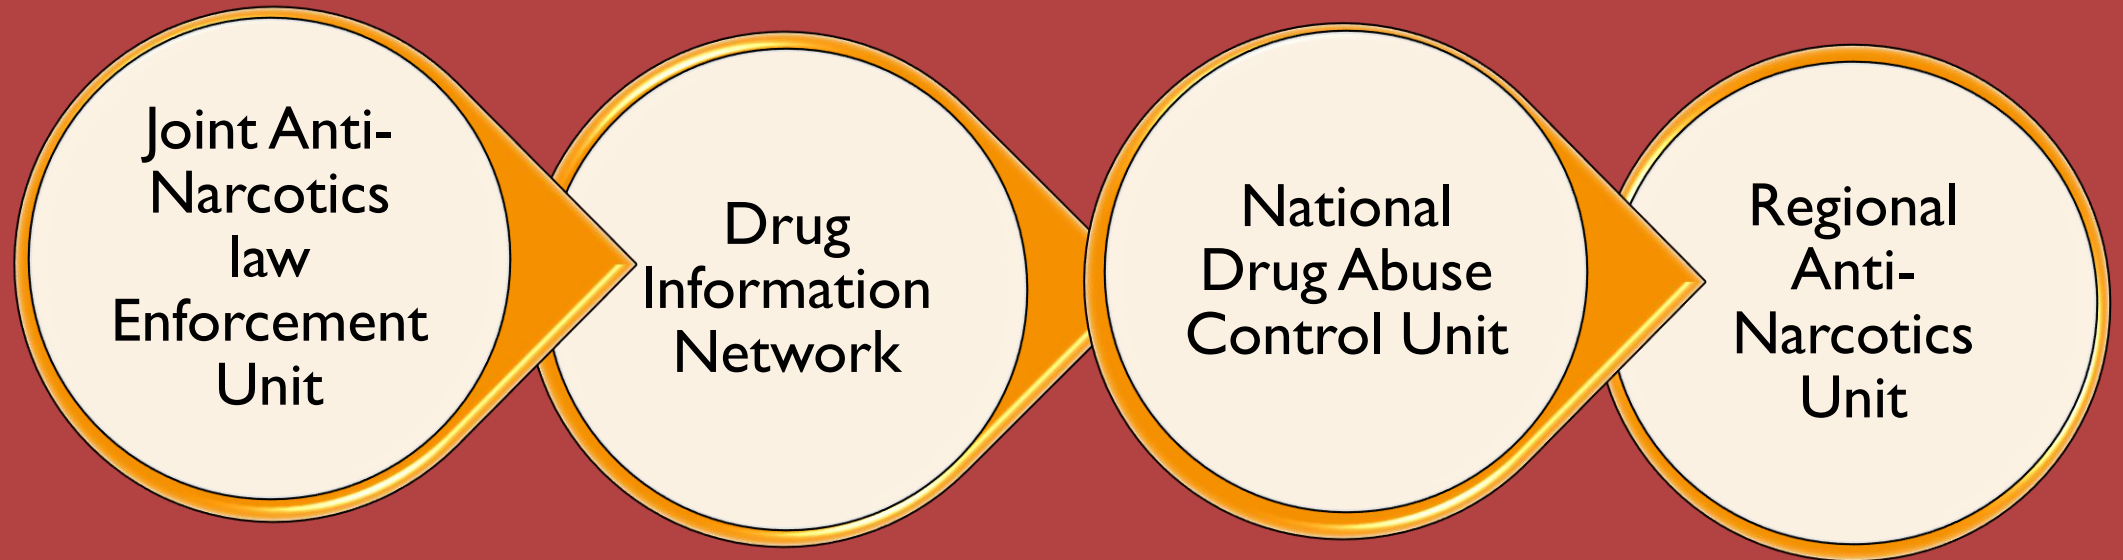 Joint Anti-
Narcotics
law
Enforcement
Unit
Drug
Information
Network
National
Drug Abuse
Control Unit
Regional
Anti-
Narcotics
Unit